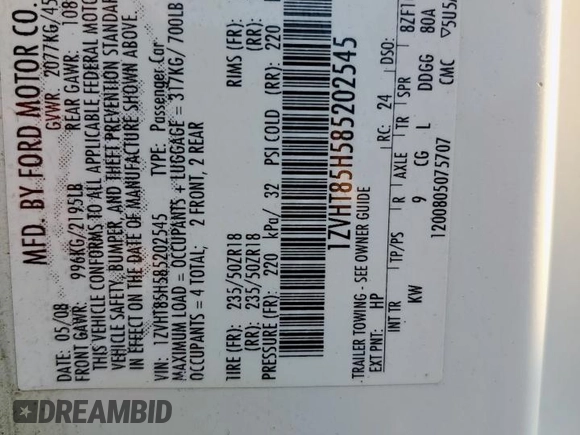 MFD. BY FORD MOTOR CO.
DATE: 05/08 GVWR: 2077KG/45
FRONT GAWR: 996KG/2195LB REAR GAWR: 108
THIS VEHICLE CONFORMS TO ALL APPLICABLE FEDERAL MOTO
VEHICLE SAFETY, BUMPER, AND THEFT PREVENTION STANDARD
IN EFFECT ON THE DATE OF MANUFACTURE SHOWN ABOVE.
VIN: 1ZVHT85H585202545 TYPE: Passenger Car
MAXIMUM LOAD = OCCUPANTS + LUGGAGE = 317KG/700LB
OCCUPANTS = 4 TOTAL; 2 FRONT, 2 REAR
TIRE (FR): 235/50ZR18 RIMS (FR):
(RR): 235/50ZR18 (RR):
PRESSURE (FR): 220 kPa/ 32 PSI COLD (RR): 220
1ZVHT85H585202545
TRAILER TOWING - SEE OWNER GUIDE
EXT PNT: HP RC: 24 DSO:
INT TR TP/PS R AXLE TR SPR 8ZF1
KW 9 CG L DDGG 80A
1200805075707 CMC ▽5U5
DREAMBID